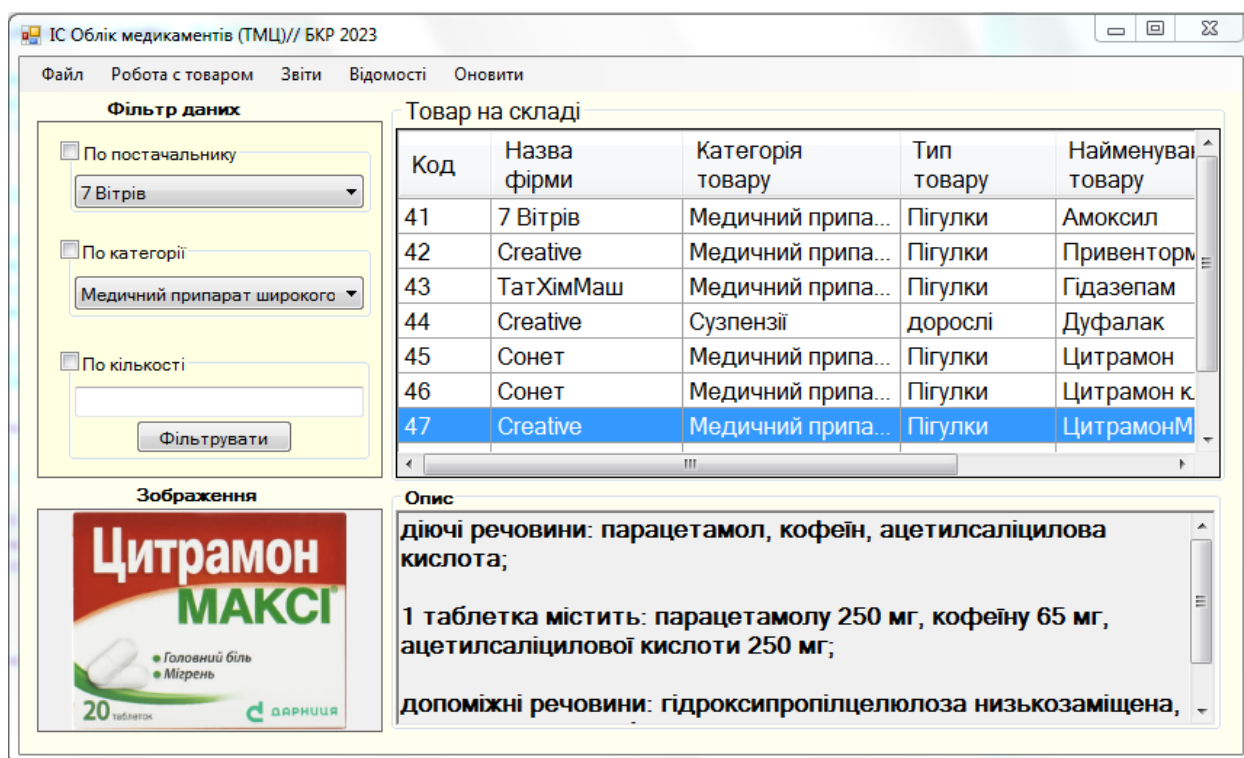 ІС Облік медикаментів (ТМЦ)// БКР 2023
Файл Робота с товаром Звіти Відомості Оновити
Фільтр даних
По постачальнику
7 Вітрів
По категорії
Медичний припарат широкого
По кількості
Фільтрувати
Товар на складі
Код Назва фірми Категорія товару Тип товару Найменуван товару
41 7 Вітрів Медичний припа... Пігулки Амоксил
42 Creative Медичний припа... Пігулки Привенторм
43 ТатХімМаш Медичний припа... Пігулки Гідазепам
44 Creative Сузпензії дорослі Дуфалак
45 Сонет Медичний припа... Пігулки Цитрамон
46 Сонет Медичний припа... Пігулки Цитрамон к
47 Creative Медичний припа... Пігулки ЦитрамонМ
Зображення
Цитрамон
МАКСІ
Головний біль
Мігрень
20 таблеток
ДАРНИЦЯ
Опис
діючі речовини: парацетамол, кофеїн, ацетилсаліцилова
кислота;
1 таблетка містить: парацетамолу 250 мг, кофеїну 65 мг,
ацетилсаліцилової кислоти 250 мг;
допоміжні речовини: гідроксипропілцелюлоза низькозаміщена,